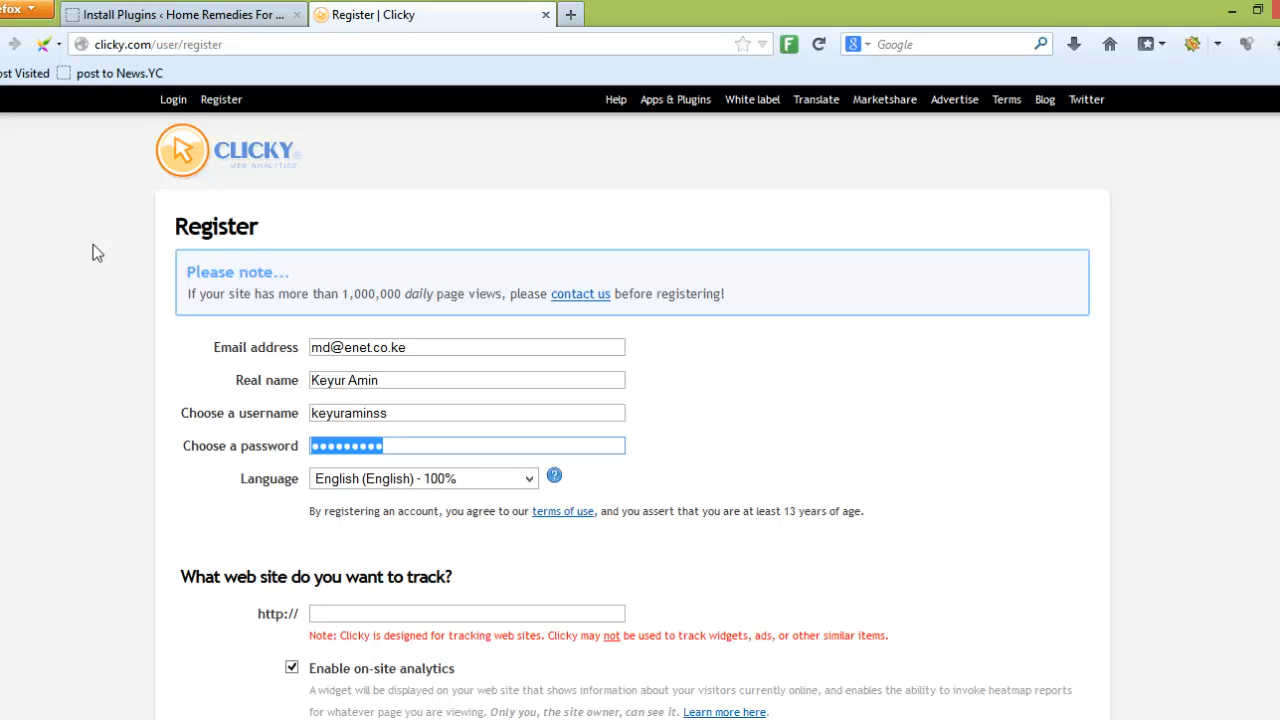 efox
Install Plugins ‹ Home Remedies For ...
Register | Clicky
clicky.com/user/register
F
8
Google
ost Visited
post to News.YC
Login Register Help Apps & Plugins White label Translate Marketshare Advertise Terms Blog Twitter
CLICKY®
WEB ANALYTICS
Register
Please note...
If your site has more than 1,000,000 daily page views, please contact us before registering!
Email address md@enet.co.ke
Real name Keyur Amin
Choose a username keyuraminss
Choose a password •••••••••
Language English (English) - 100% ?
By registering an account, you agree to our terms of use, and you assert that you are at least 13 years of age.
What web site do you want to track?
http://
Note: Clicky is designed for tracking web sites. Clicky may not be used to track widgets, ads, or other similar items.
Enable on-site analytics
A widget will be displayed on your web site that shows information about your visitors currently online, and enables the ability to invoke heatmap reports
for whatever page you are viewing. Only you, the site owner, can see it. Learn more here.